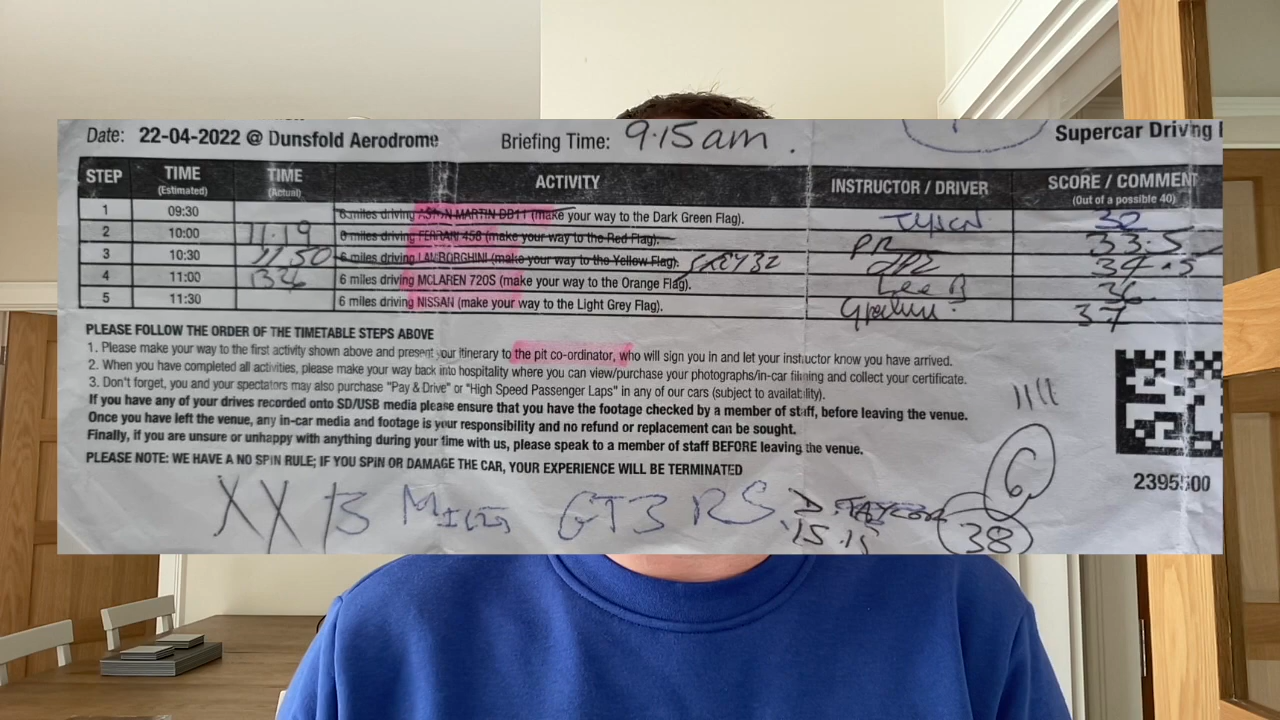 Date: 22-04-2022 @ Dunsfold Aerodrome Briefing Time: 9.15am. Supercar Driving
STEP TIME (Estimated) TIME (Actual) ACTIVITY INSTRUCTOR / DRIVER SCORE / COMMENT (Out of a possible 40)
1 09:30 6 miles driving ASTON MARTIN DB11 (make your way to the Dark Green Flag).
2 10:00 11.19 6 miles driving FERRARI 458 (make your way to the Red Flag). 33.5
3 10:30 11.50 6 miles driving LAMBORGHINI (make your way to the Yellow Flag). 34.5
4 11:00 6 miles driving MCLAREN 720S (make your way to the Orange Flag). Lee B 36
5 11:30 6 miles driving NISSAN (make your way to the Light Grey Flag). 37
PLEASE FOLLOW THE ORDER OF THE TIMETABLE STEPS ABOVE
1. Please make your way to the first activity shown above and present your itinerary to the pit co-ordinator, who will sign you in and let your instructor know you have arrived.
2. When you have completed all activities, please make your way back into hospitality where you can view/purchase your photographs/in-car filming and collect your certificate.
3. Don't forget, you and your spectators may also purchase "Pay & Drive" or "High Speed Passenger Laps" in any of our cars (subject to availability).
If you have any of your drives recorded onto SD/USB media please ensure that you have the footage checked by a member of staff, before leaving the venue.
Once you have left the venue, any in-car media and footage is your responsibility and no refund or replacement can be sought.
Finally, if you are unsure or unhappy with anything during your time with us, please speak to a member of staff BEFORE leaving the venue.
PLEASE NOTE: WE HAVE A NO SPIN RULE; IF YOU SPIN OR DAMAGE THE CAR, YOUR EXPERIENCE WILL BE TERMINATED
6
2395500
XX 3 MILES GT3 RS D. TAYLOR 38
15.15